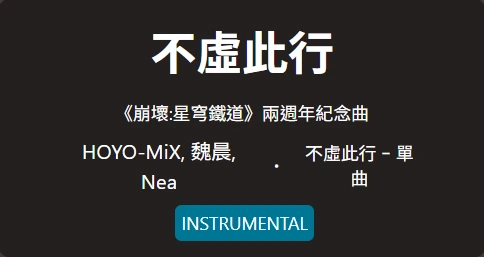 不虛此行
《崩壞:星穹鐵道》兩週年紀念曲
HOYO-MiX, 魏晨,
Nea
·
不虛此行 – 單
曲
INSTRUMENTAL